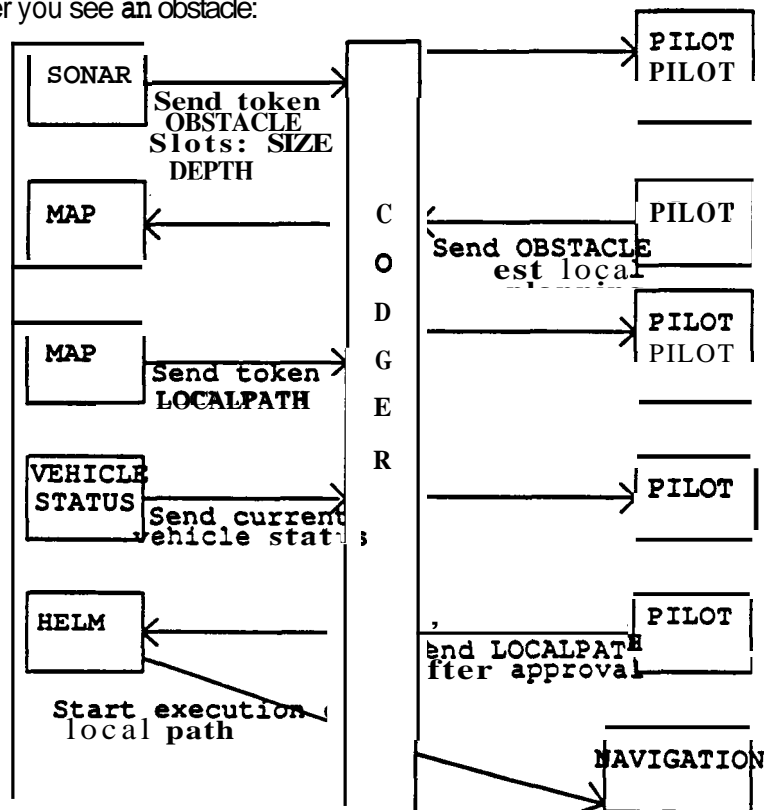 er you see an obstacle:
SONAR
PILOT
PILOT
Send token
OBSTACLE
Slots: SIZE
DEPTH
MAP
PILOT
Send OBSTACLE
est local
MAP
PILOT
PILOT
Send token
LOCALPATH
C
O
D
G
E
R
VEHICLE
STATUS
PILOT
Send current
vehicle stat s
HELM
PILOT
end LOCALPATH
fter approval
Start execution
local path
NAVIGATION